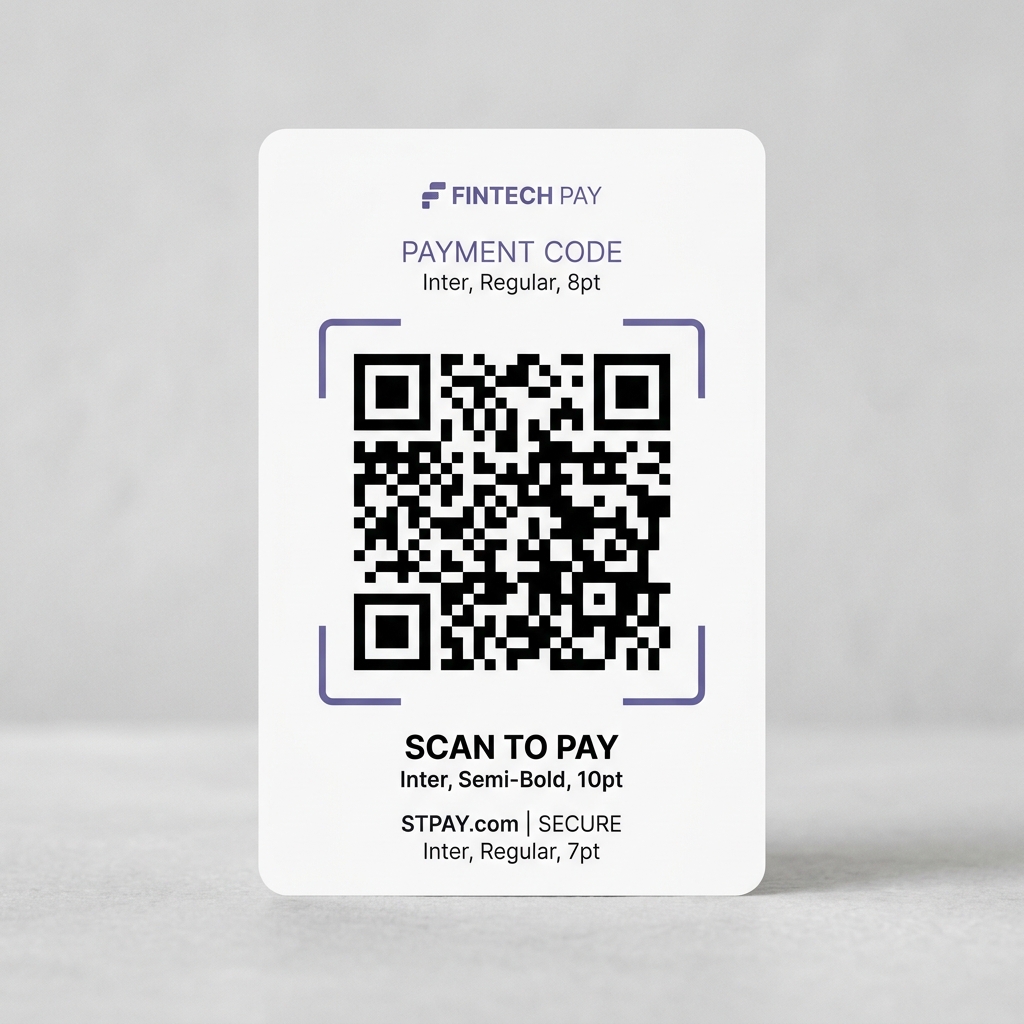 FINTECH PAY
PAYMENT CODE
Inter, Regular, 8pt
SCAN TO PAY
Inter, Semi-Bold, 10pt
STPAY.com | SECURE
Inter, Regular, 7pt